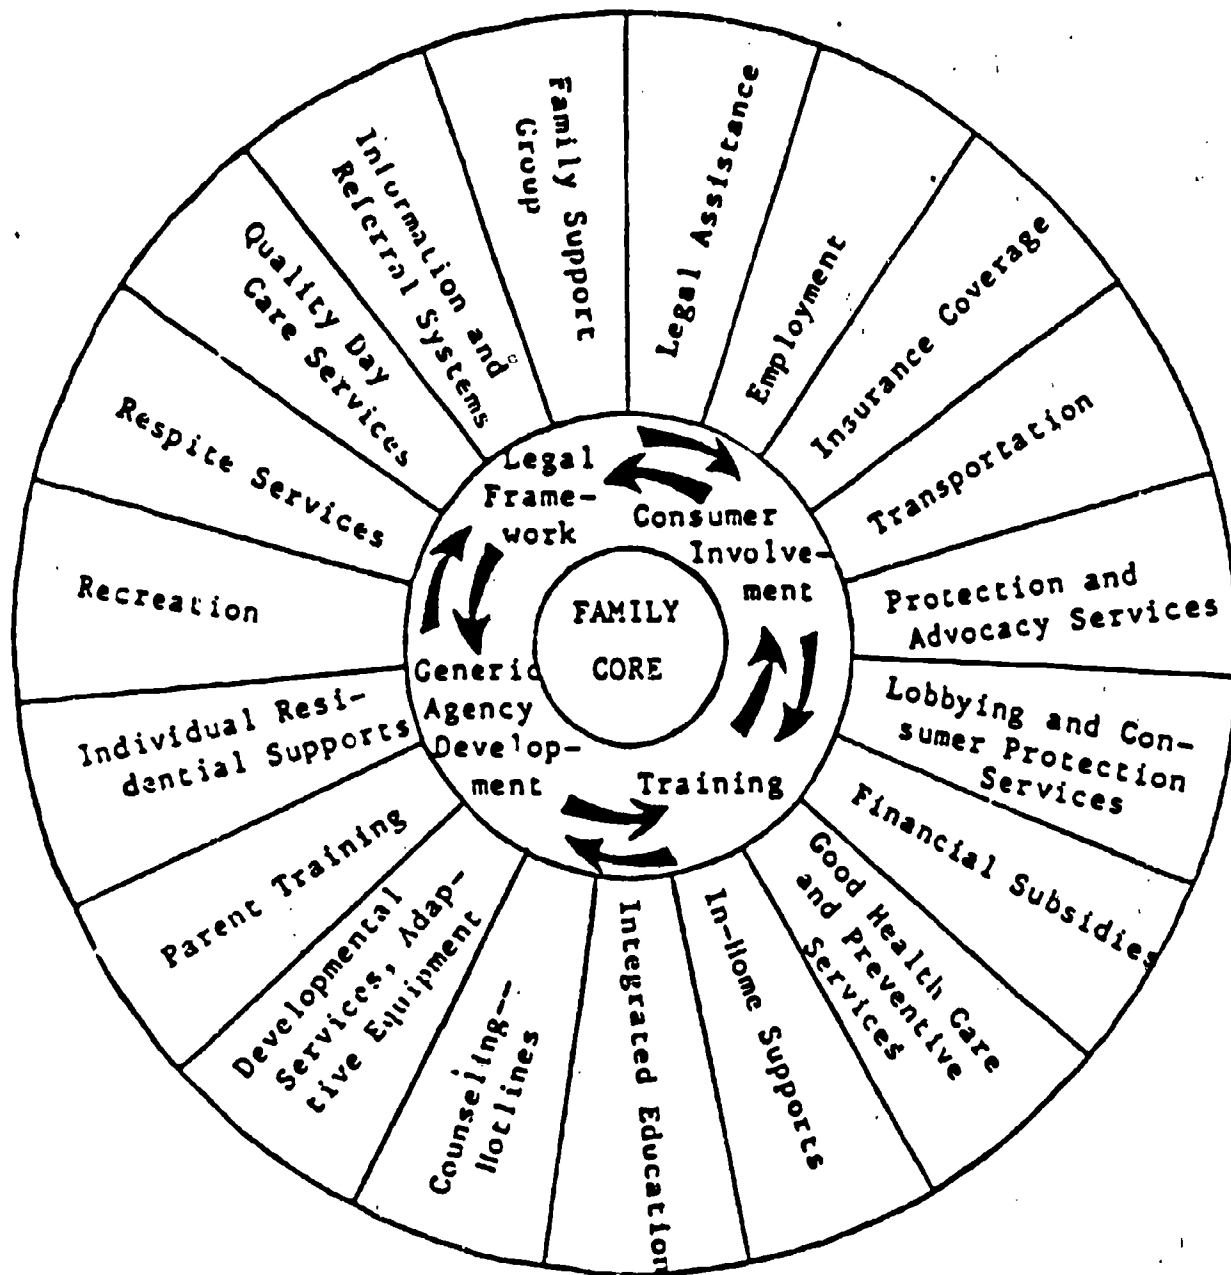 Legal Assistance
Employment
Insurance Coverage
Transportation
Protection and
Advocacy Services
Lobbying and Con-
sumer Protection
Services
Financial Subsidies
Good Health Care
and Preventive
Services
In-Home Supports
Integrated Education
Counseling--
Hotlines
Developmental
Services, Adap-
tive Equipment
Parent Training
Individual Resi-
dential Supports
Recreation
Respite Services
Quality Day
Care Services
Information and
Referral Systems
Family Support
Group
Legal
Frame-
work
Consumer
Involve-
ment
Training
Generic
Agency
Develop-
ment
FAMILY
CORE